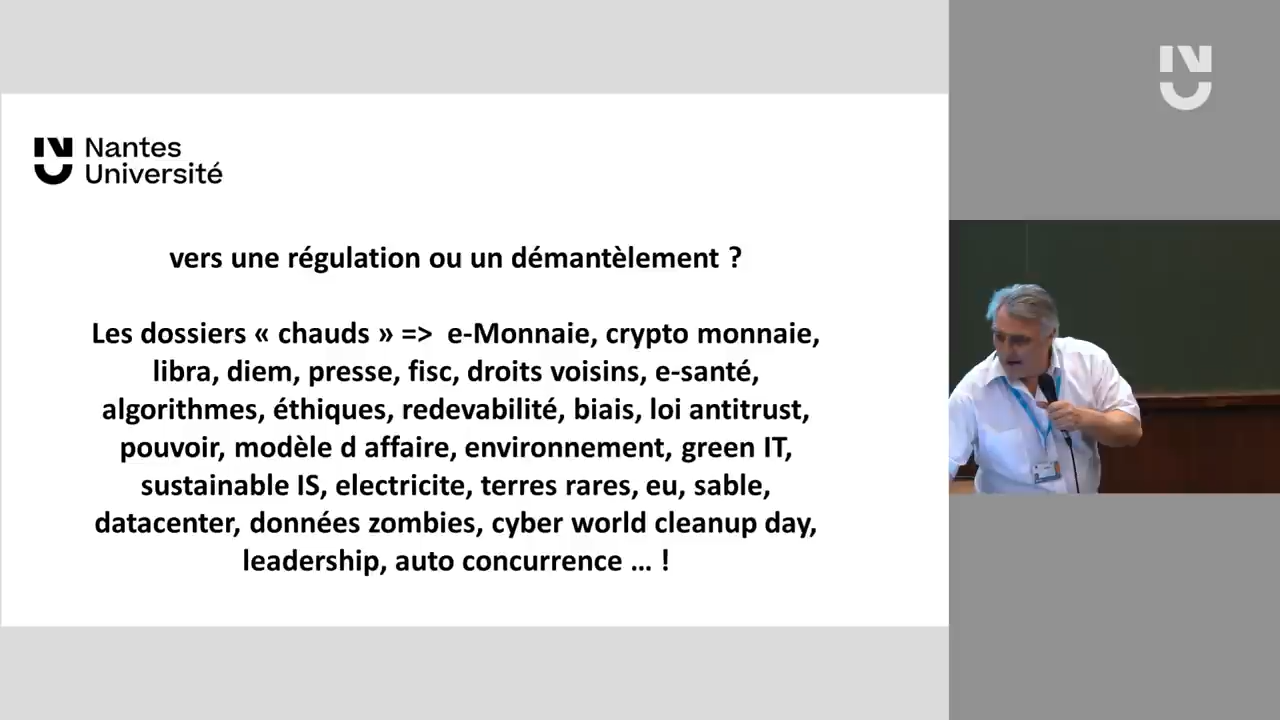 Nantes
Université
vers une régulation ou un démantèlement ?
Les dossiers « chauds » => e-Monnaie, crypto monnaie,
libra, diem, presse, fisc, droits voisins, e-santé,
algorithmes, éthiques, redevabilité, biais, loi antitrust,
pouvoir, modèle d affaire, environnement, green IT,
sustainable IS, electricite, terres rares, eu, sable,
datacenter, données zombies, cyber world cleanup day,
leadership, auto concurrence ... !